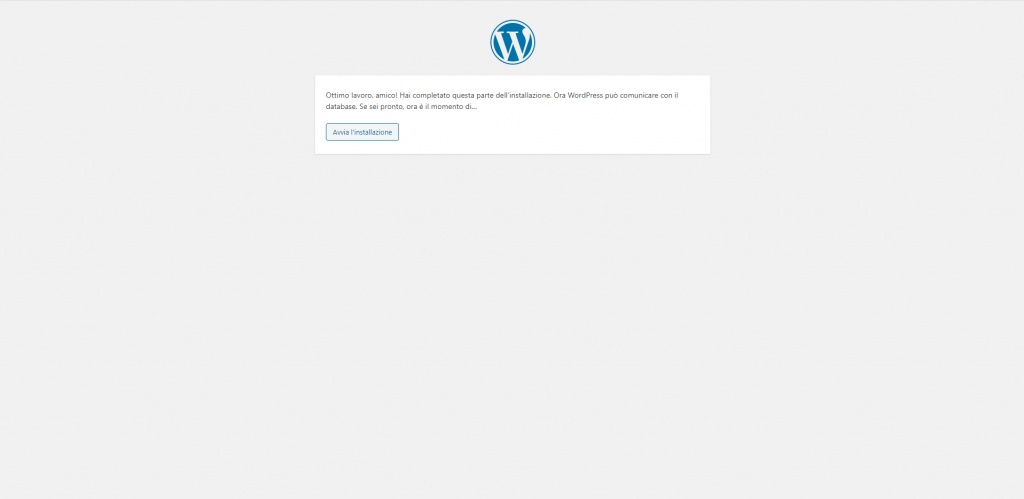 Ottimo lavoro, amico! Hai completato questa parte dell'installazione. Ora WordPress può comunicare con il
database. Se sei pronto, ora è il momento di…
Avvia l'installazione